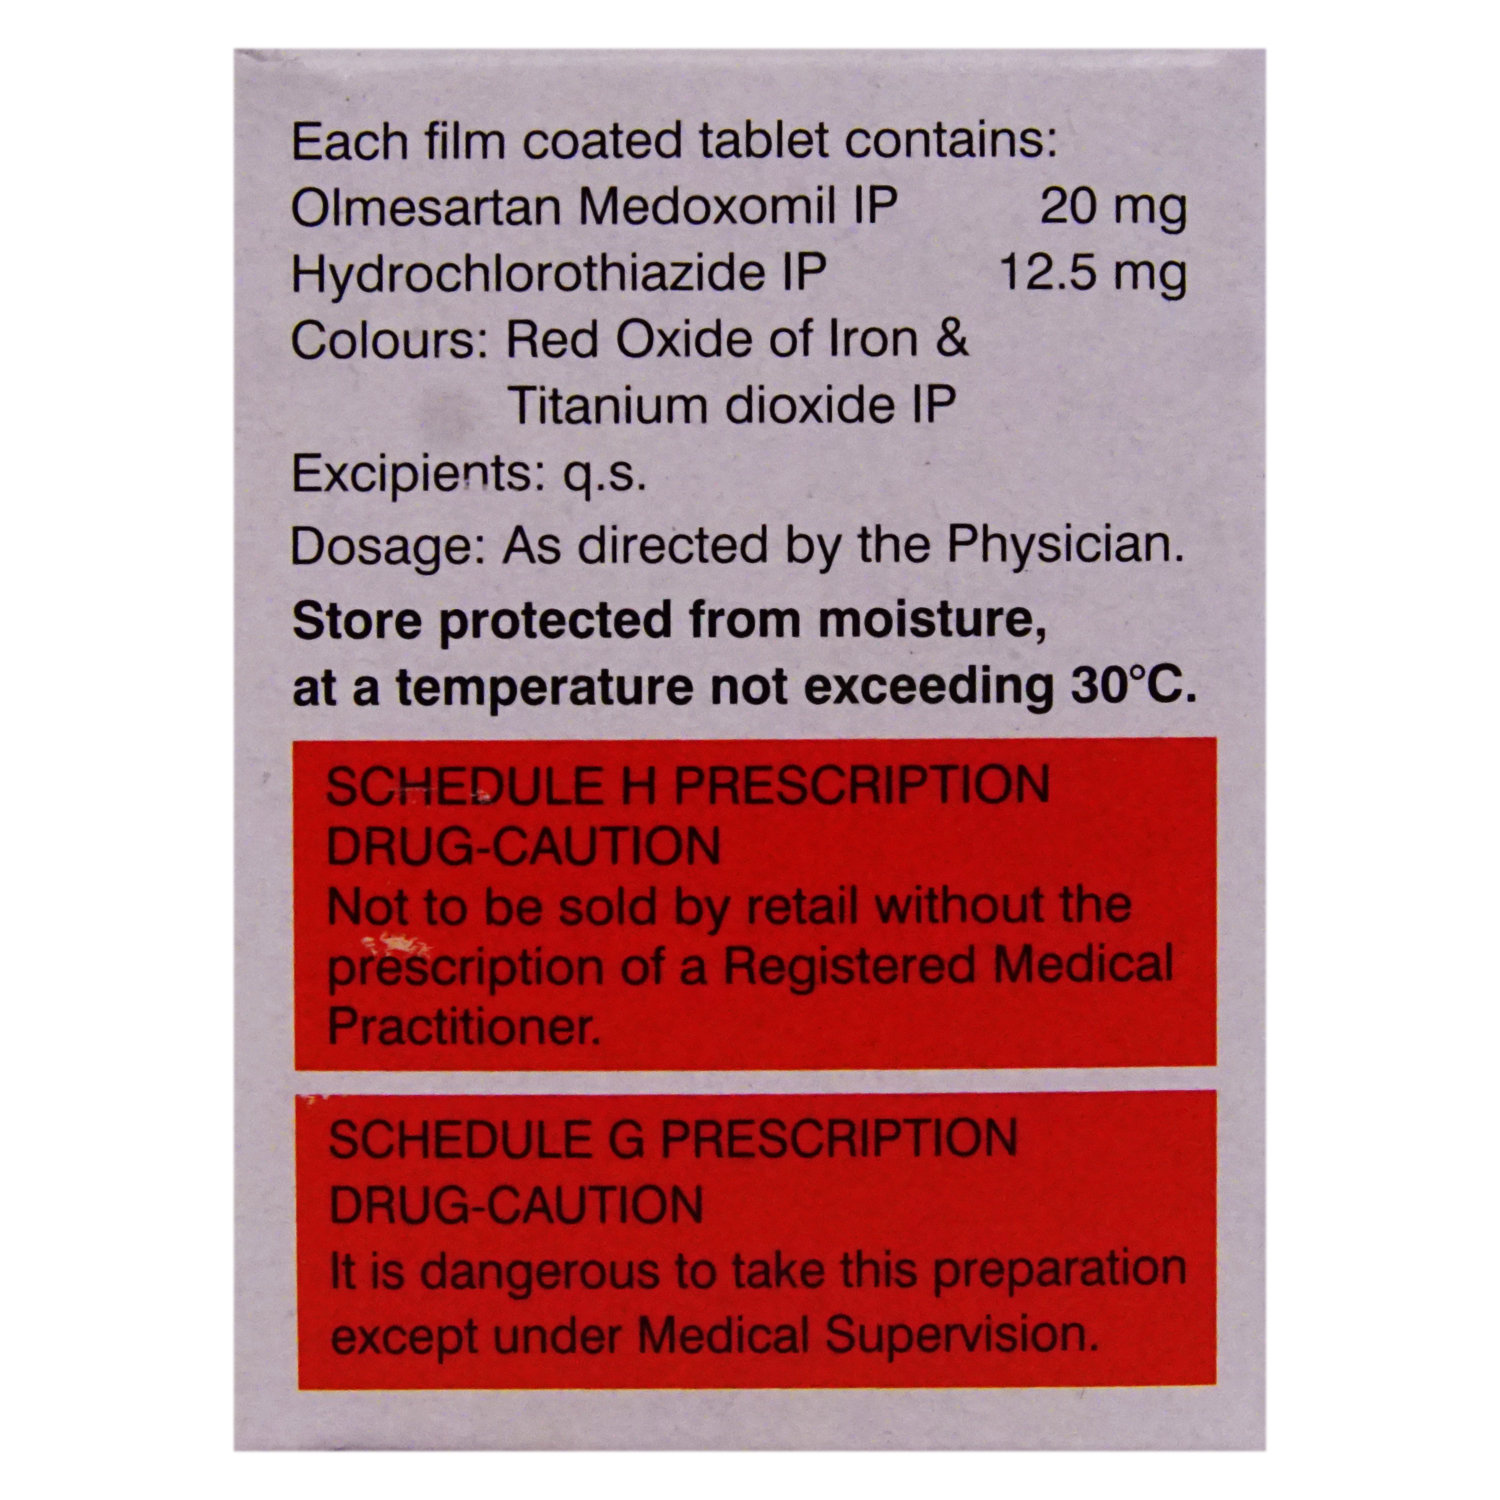 Each film coated tablet contains:
Olmesartan Medoxomil IP 20 mg
Hydrochlorothiazide IP 12.5 mg
Colours: Red Oxide of Iron &
Titanium dioxide IP
Excipients: q.s.
Dosage: As directed by the Physician.
Store protected from moisture,
at a temperature not exceeding 30°C.
SCHEDULE H PRESCRIPTION
DRUG-CAUTION
Not to be sold by retail without the
prescription of a Registered Medical
Practitioner.
SCHEDULE G PRESCRIPTION
DRUG-CAUTION
It is dangerous to take this preparation
except under Medical Supervision.